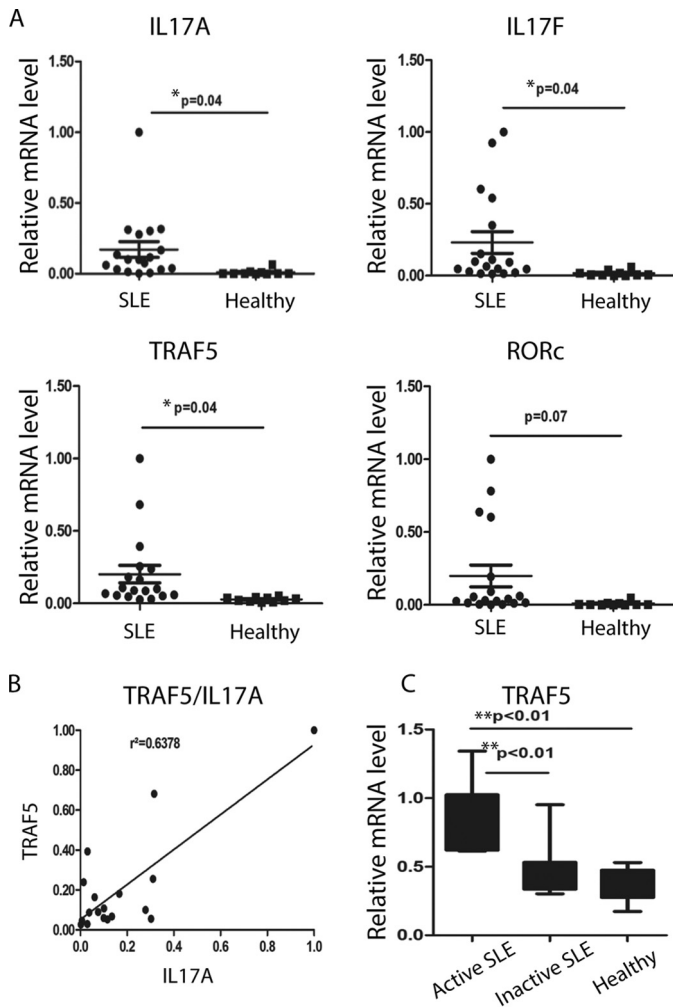 A
IL17A
IL17F
Relative mRNA level
1.50
1.00
0.50
0.00
*p=0.04
SLE
Healthy
Relative mRNA level
1.50
1.00
0.50
0.00
*p=0.04
SLE
Healthy
TRAF5
RORc
Relative mRNA level
1.50
1.00
0.50
0.00
*p=0.04
SLE
Healthy
Relative mRNA level
1.50
1.00
0.50
0.00
p=0.07
SLE
Healthy
B
TRAF5/IL17A
TRAF5
1.00
0.80
0.60
0.40
0.20
0.00
r²=0.6378
0.0
0.2
0.4
0.6
0.8
1.0
IL17A
C
TRAF5
Relative mRNA level
1.5
1.0
0.5
0.0
**p<0.01
**p<0.01
Active SLE
Inactive SLE
Healthy